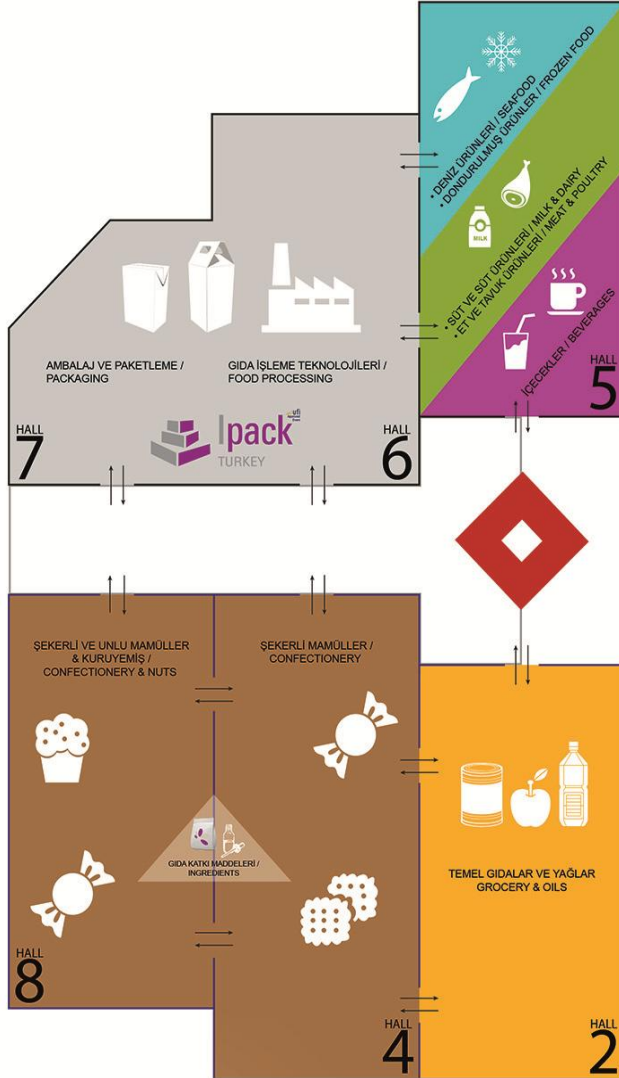 • DENİZ ÜRÜNLERİ / SEAFOOD
• DONDURULMUŞ ÜRÜNLER / FROZEN FOOD
MILK
• SÜT VE SÜT ÜRÜNLERİ / MILK & DAIRY
• ET VE TAVUK ÜRÜNLERİ / MEAT & POULTRY
İÇECEKLER / BEVERAGES
HALL
5
AMBALAJ VE PAKETLEME /
PACKAGING
GIDA İŞLEME TEKNOLOJİLERİ /
FOOD PROCESSING
HALL
7
Ipack
ufi
TURKEY
HALL
6
ŞEKERLİ VE UNLU MAMÜLLER
& KURUYEMİŞ /
CONFECTIONERY & NUTS
ŞEKERLİ MAMÜLLER /
CONFECTIONERY
GIDA KATKI MADDELERİ /
INGREDIENTS
TEMEL GIDALAR VE YAĞLAR
GROCERY & OILS
HALL
8
HALL
4
HALL
2